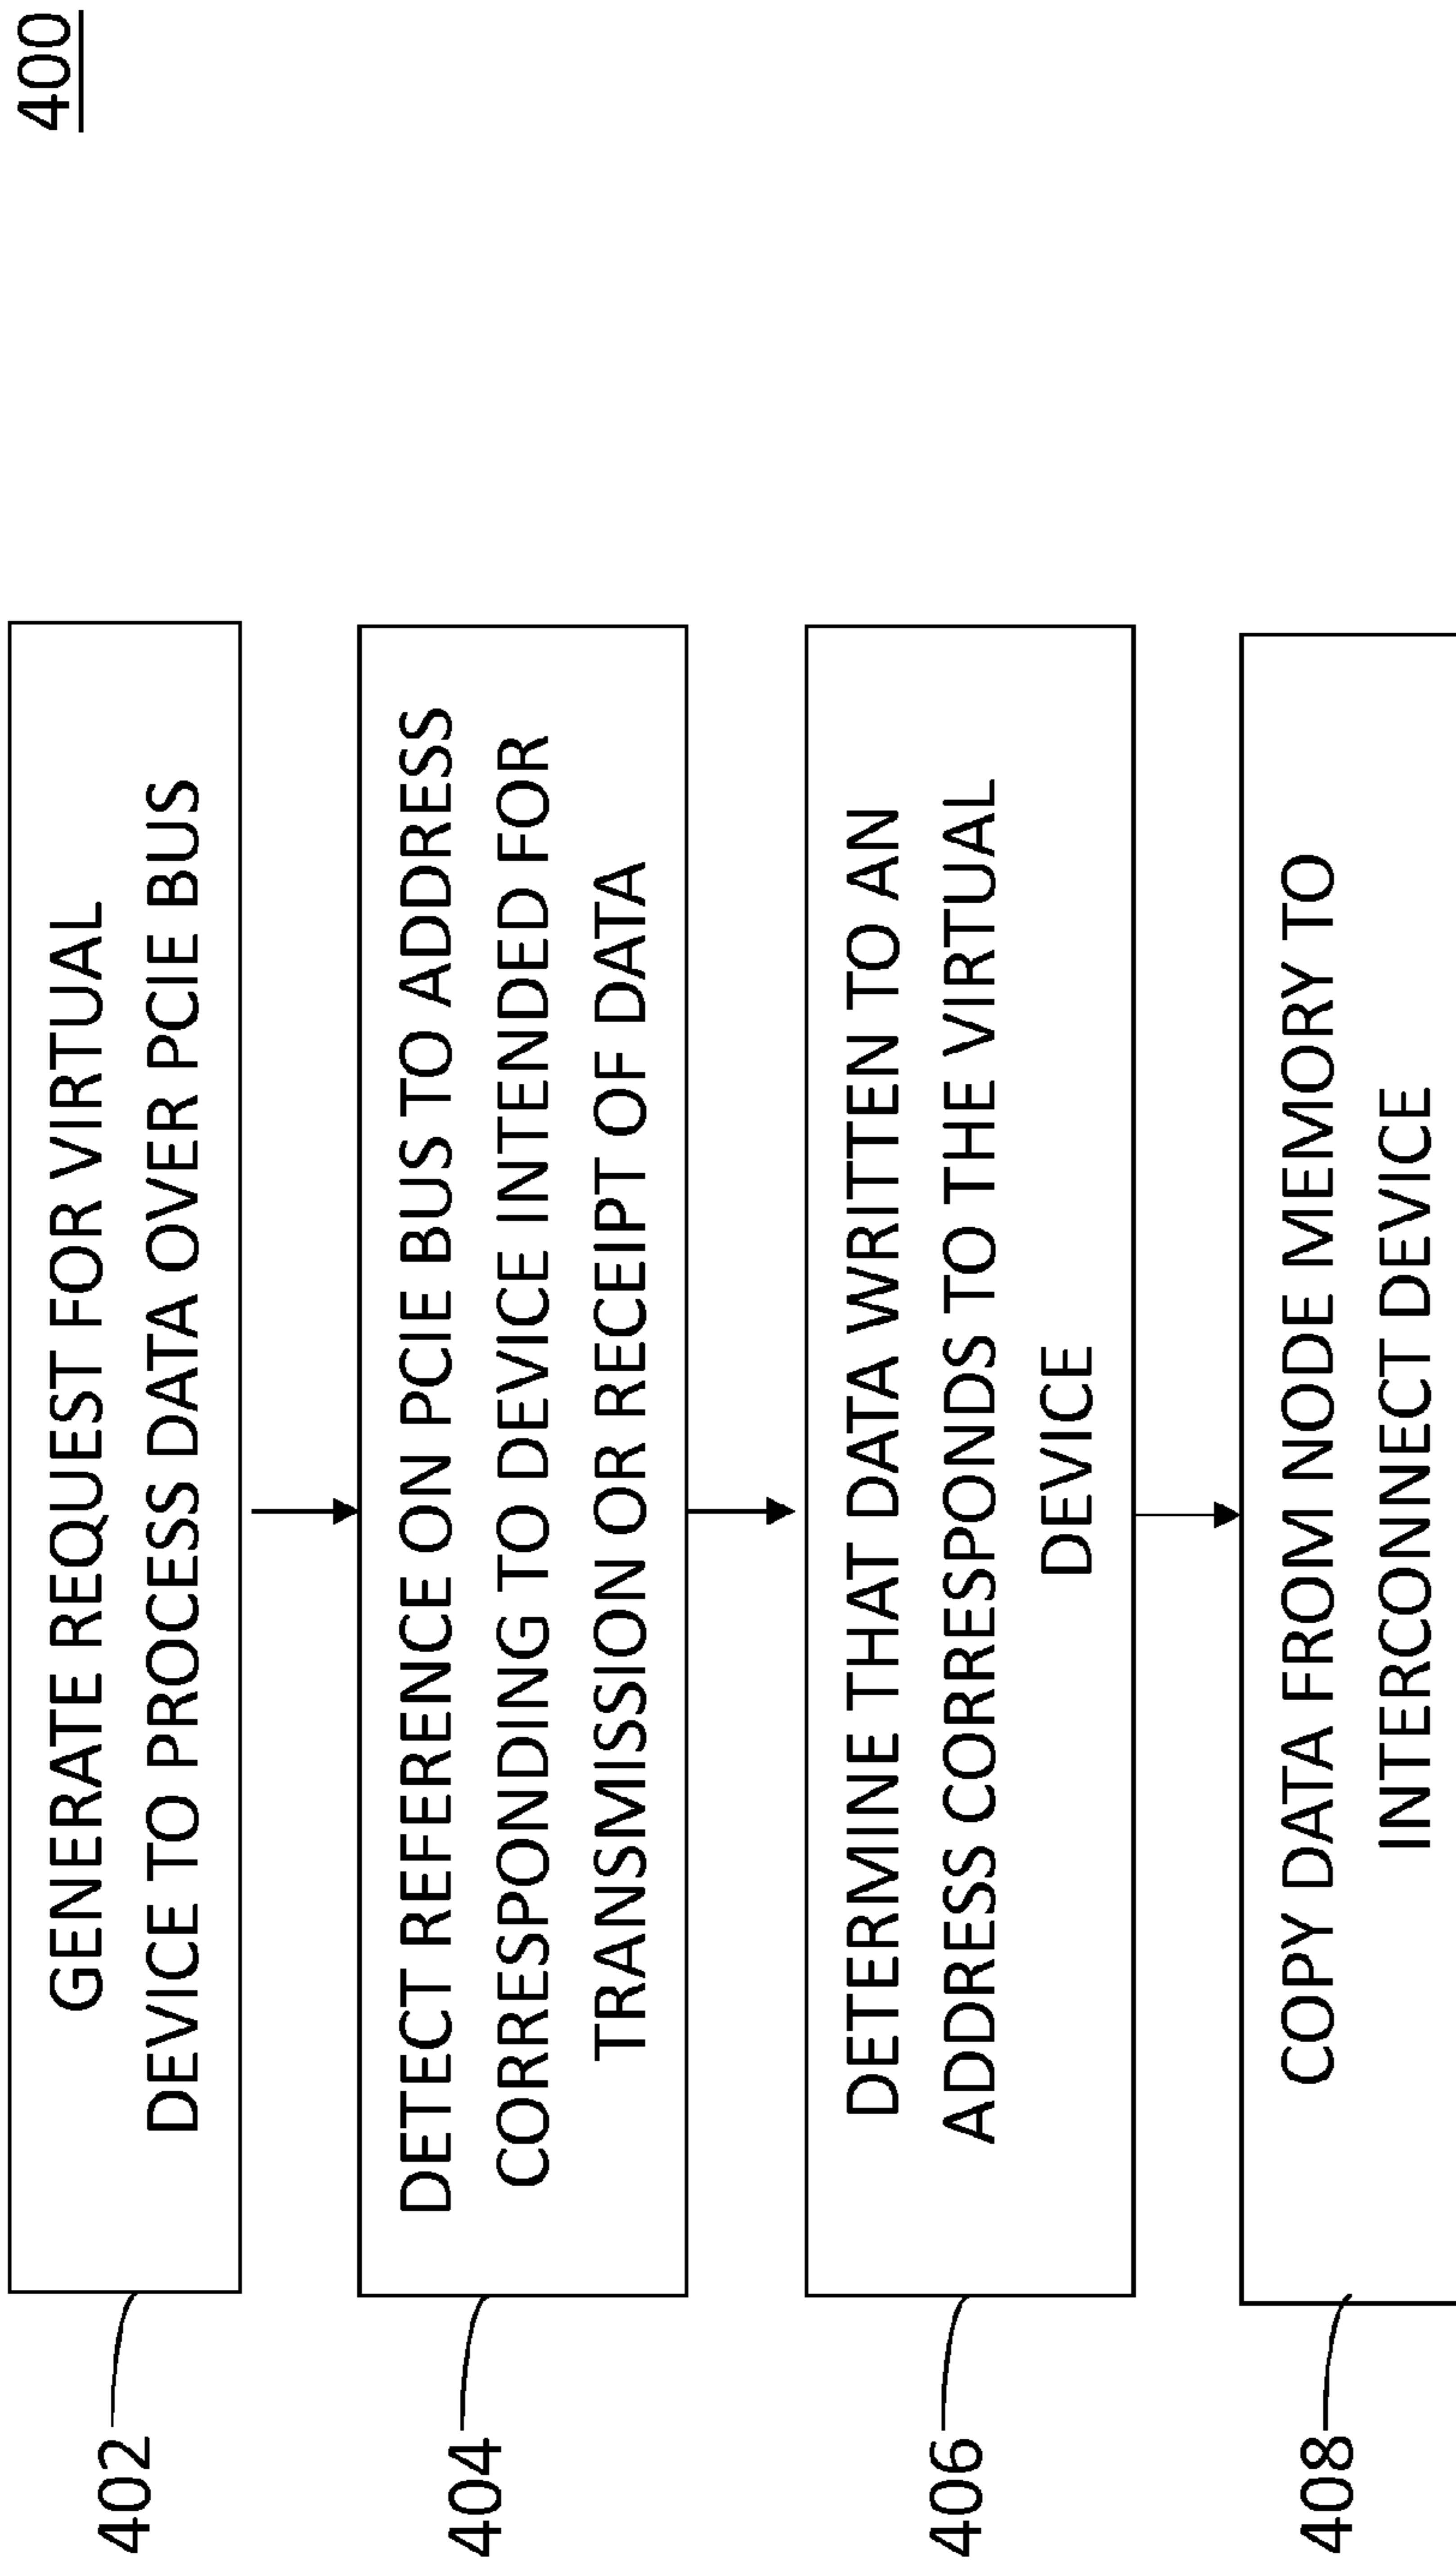 400
402
GENERATE REQUEST FOR VIRTUAL
DEVICE TO PROCESS DATA OVER PCIE BUS
404
DETECT REFERENCE ON PCIE BUS TO ADDRESS
CORRESPONDING TO DEVICE INTENDED FOR
TRANSMISSION OR RECEIPT OF DATA
406
DETERMINE THAT DATA WRITTEN TO AN
ADDRESS CORRESPONDS TO THE VIRTUAL
DEVICE
408
COPY DATA FROM NODE MEMORY TO
INTERCONNECT DEVICE